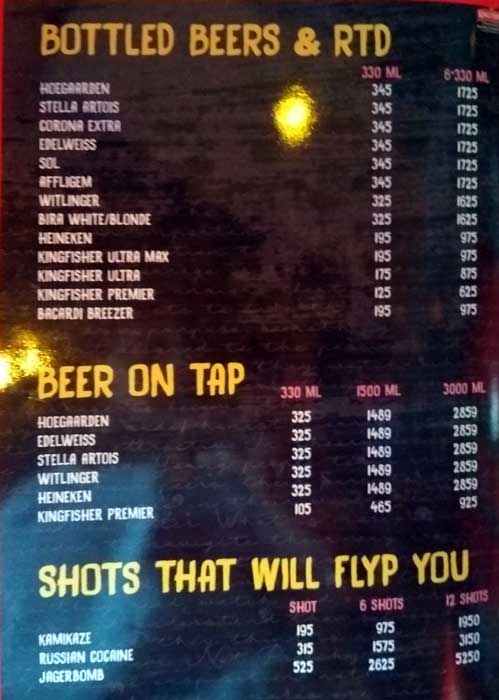 BOTTLED BEERS & RTD
330 ML 6*330 ML
HOEGAARDEN 345 1725
STELLA ARTOIS 345 1725
CORONA EXTRA 345 1725
EDELWEISS 345 1725
SOL 345 1725
AFFLIGEM 345 1725
WITLINGER 325 1625
BIRA WHITE/BLONDE 325 1625
HEINEKEN 195 975
KINGFISHER ULTRA MAX 195 975
KINGFISHER ULTRA 175 875
KINGFISHER PREMIER 125 625
BACARDI BREEZER 195 975
BEER ON TAP 330 ML 1500 ML 3000 ML
HOEGAARDEN 325 1489 2859
EDELWEISS 325 1489 2859
STELLA ARTOIS 325 1489 2859
WITLINGER 325 1489 2859
HEINEKEN 325 1489 2859
KINGFISHER PREMIER 105 465 925
SHOTS THAT WILL FLYP YOU
SHOT 6 SHOTS 12 SHOTS
KAMIKAZE 195 975 1950
RUSSIAN COCAINE 315 1575 3150
JAGERBOMB 525 2625 5250